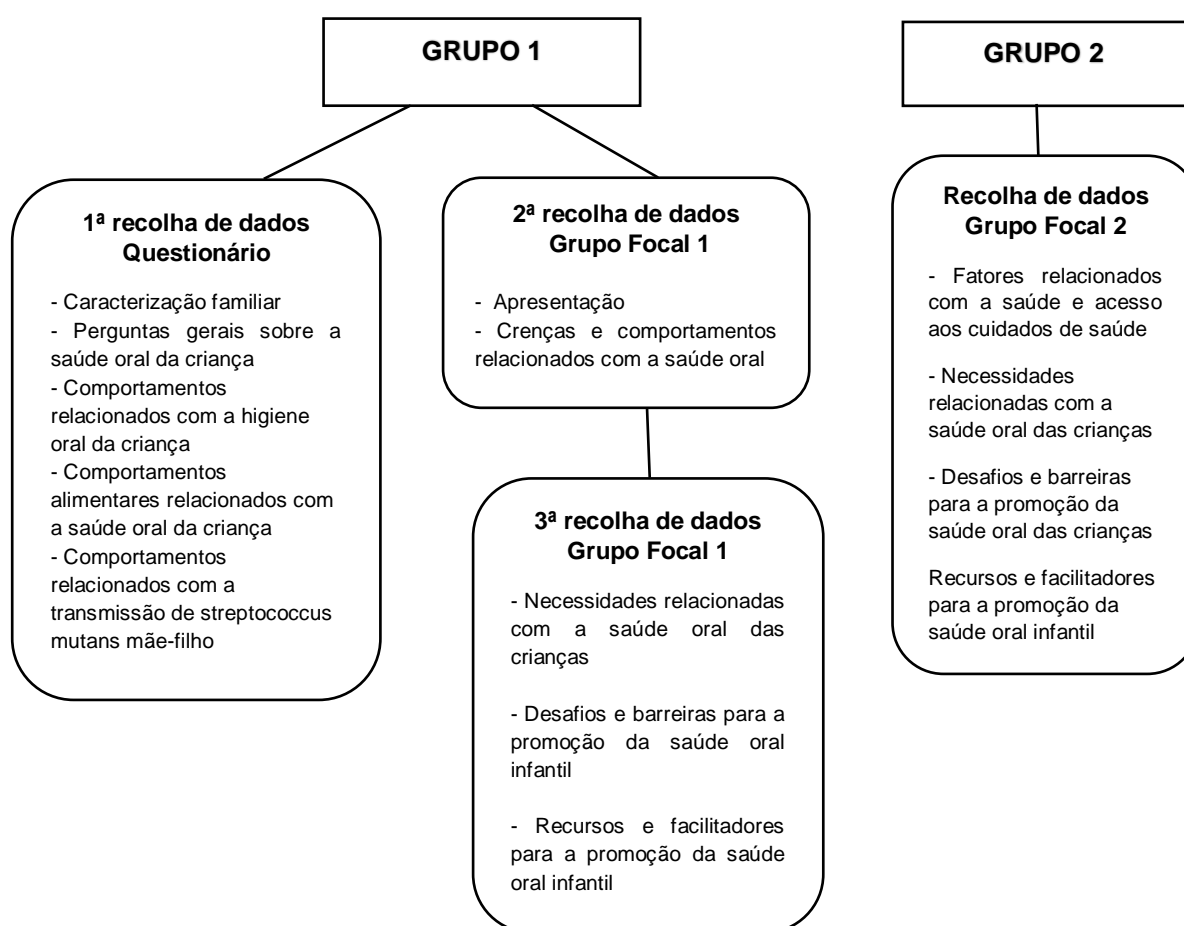 GRUPO 1
GRUPO 2
1ª recolha de dados
Questionário
- Caracterização familiar
- Perguntas gerais sobre a
saúde oral da criança
- Comportamentos
relacionados com a higiene
oral da criança
- Comportamentos
alimentares relacionados com
a saúde oral da criança
- Comportamentos
relacionados com a
transmissão de streptococcus
mutans mãe-filho
2ª recolha de dados
Grupo Focal 1
- Apresentação
- Crenças e comportamentos
relacionados com a saúde oral
3ª recolha de dados
Grupo Focal 1
- Necessidades relacionadas
com a saúde oral das
crianças
- Desafios e barreiras para a
promoção da saúde oral
infantil
- Recursos e facilitadores
para a promoção da saúde
oral infantil
Recolha de dados
Grupo Focal 2
- Fatores relacionados
com a saúde e acesso
aos cuidados de saúde
- Necessidades
relacionadas com a
saúde oral das crianças
- Desafios e barreiras
para a promoção da
saúde oral das crianças
Recursos e facilitadores
para a promoção da
saúde oral infantil